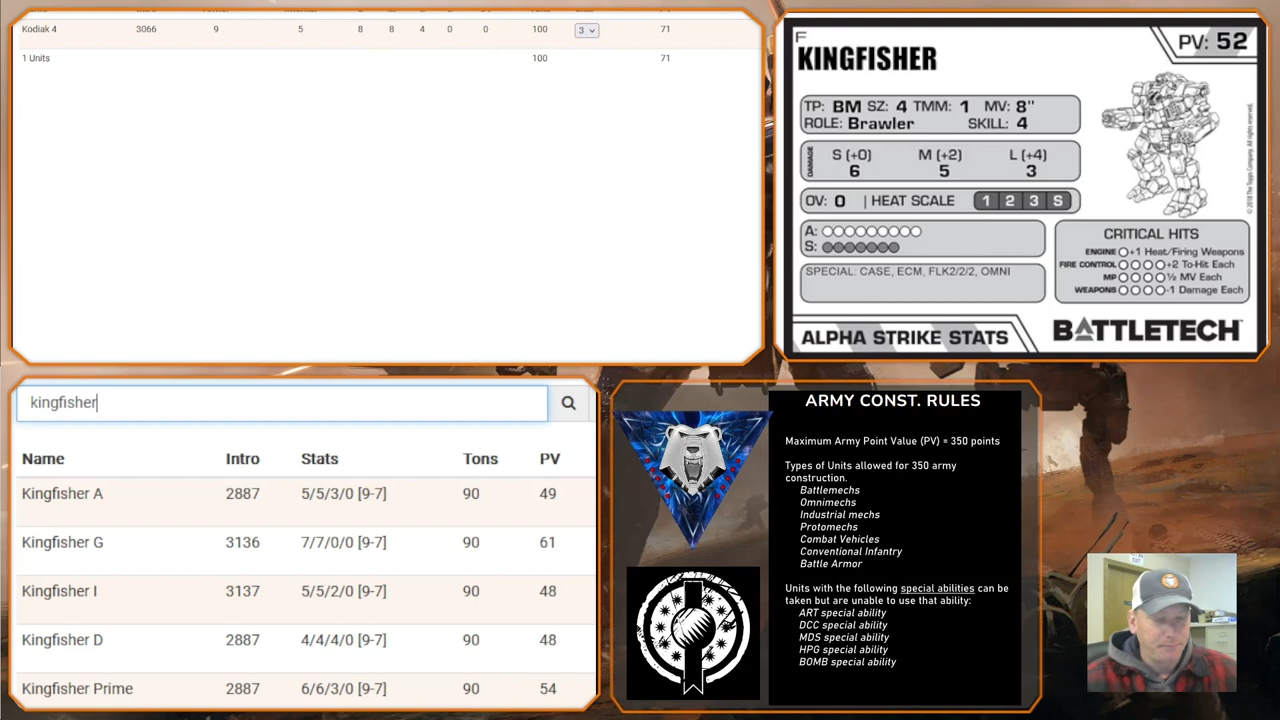 Kodiak 4 3066 9 5 8 8 4 0 0 100 3 71
1 Units 100 71
F
KINGFISHER
PV: 52
TP: BM SZ: 4 TMM: 1 MV: 8"
ROLE: Brawler SKILL: 4
DAMAGE
S (+0) M (+2) L (+4)
6 5 3
OV: 0 | HEAT SCALE 1 2 3 S
A:
S:
SPECIAL: CASE, ECM, FLK2/2/2, OMNI
CRITICAL HITS
ENGINE +1 Heat/Firing Weapons
FIRE CONTROL +2 To-Hit Each
MP ½ MV Each
WEAPONS -1 Damage Each
© 2018 The Topps Company. All rights reserved.
ALPHA STRIKE STATS
BATTLETECH
kingfisher
Name Intro Stats Tons PV
Kingfisher A 2887 5/5/3/0 [9-7] 90 49
Kingfisher G 3136 7/7/0/0 [9-7] 90 61
Kingfisher I 3137 5/5/2/0 [9-7] 90 48
Kingfisher D 2887 4/4/4/0 [9-7] 90 48
Kingfisher Prime 2887 6/6/3/0 [9-7] 90 54
ARMY CONST. RULES
Maximum Army Point Value (PV) = 350 points
Types of Units allowed for 350 army
construction.
Battlemechs
Omnimechs
Industrial mechs
Protomechs
Combat Vehicles
Conventional Infantry
Battle Armor
Units with the following special abilities can be
taken but are unable to use that ability:
ART special ability
DCC special ability
MDS special ability
HPG special ability
BOMB special ability